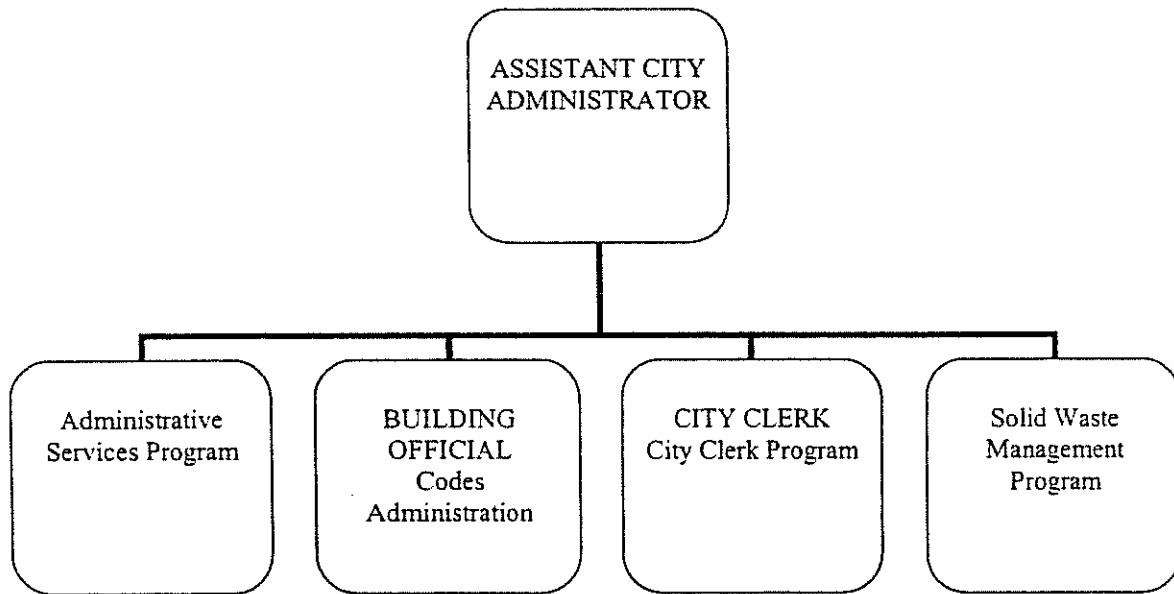 ASSISTANT CITY
ADMINISTRATOR
Administrative
Services Program
BUILDING
OFFICIAL
Codes
Administration
CITY CLERK
City Clerk Program
Solid Waste
Management
Program